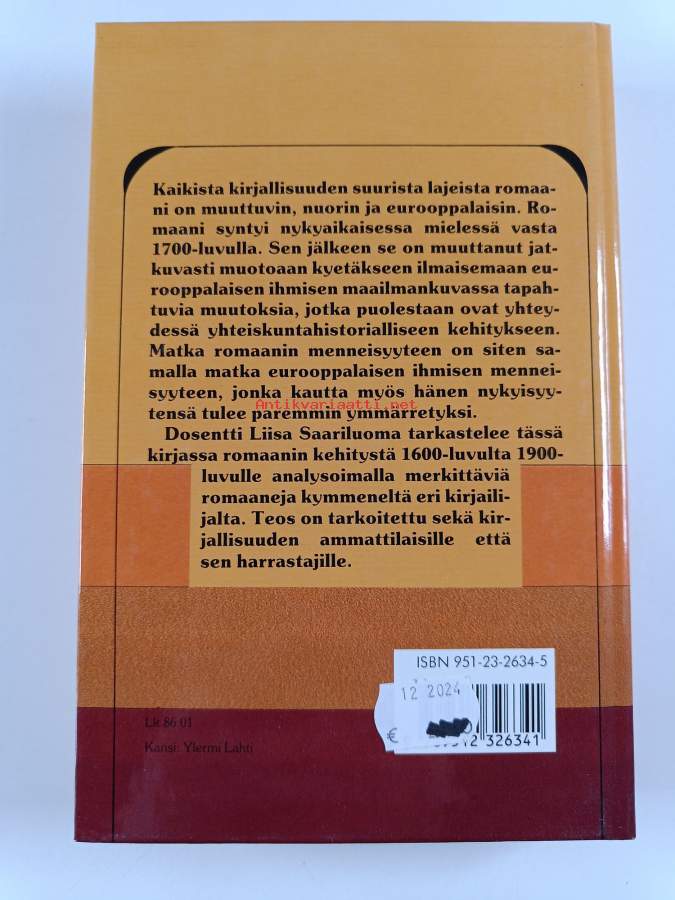 Kaikista kirjallisuuden suurista lajeista romaa-
ni on muuttuvin, nuorin ja eurooppalaisin. Ro-
maani syntyi nykyaikaisessa mielessä vasta
1700-luvulla. Sen jälkeen se on muuttanut jat-
kuvasti muotoaan kyetäkseen ilmaisemaan eu-
rooppalaisen ihmisen maailmankuvassa tapah-
tuvia muutoksia, jotka puolestaan ovat yhtey-
dessä yhteiskuntahistorialliseen kehitykseen.
Matka romaanin menneisyyteen on siten sa-
malla matka eurooppalaisen ihmisen mennei-
syyteen, jonka kautta myös hänen nykyisyy-
tensä tulee paremmin ymmärretyksi.
Antikvariaatti.net
Dosentti Liisa Saariluoma tarkastelee tässä
kirjassa romaanin kehitystä 1600-luvulta 1900-
luvulle analysoimalla merkittäviä
romaaneja kymmeneltä eri kirjaili-
jalta. Teos on tarkoitettu sekä kir-
jallisuuden ammattilaisille että
sen harrastajille.
ISBN 951-23-2634-5
12 2024
€
326341
Lk 86.01
Kansi: Ylermi Lahti